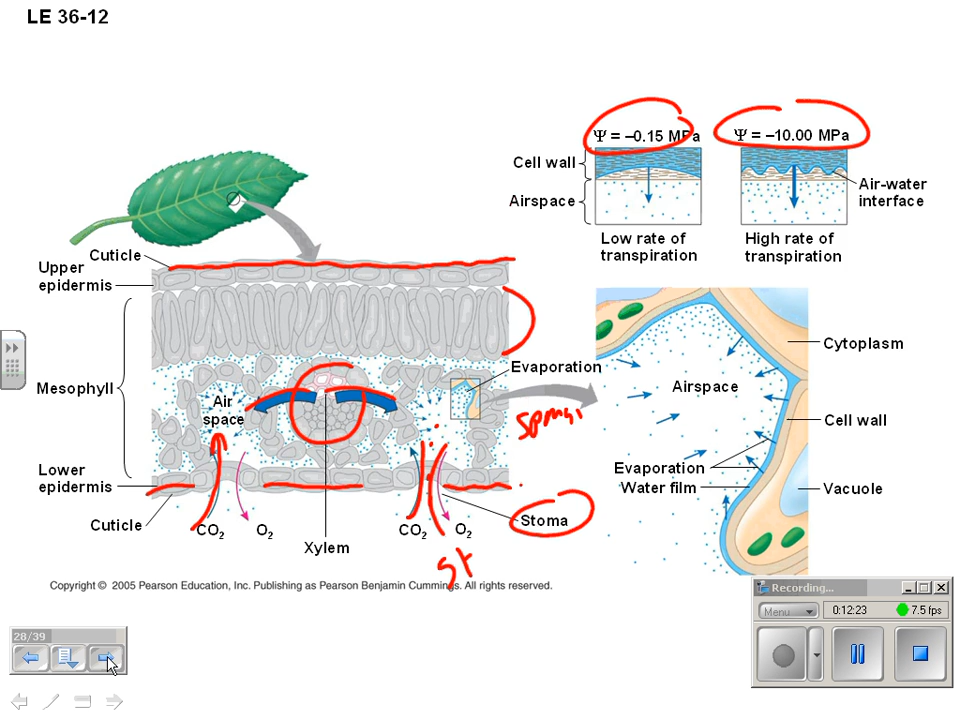 LE 36-12
Ψ = –0.15 MPa
Ψ = –10.00 MPa
Cell wall
Airspace
Air-water
interface
Low rate of
transpiration
High rate of
transpiration
Cuticle
Upper
epidermis
Mesophyll
Air
space
Evaporation
Lower
epidermis
Cuticle
CO2
O2
Xylem
CO2
O2
Stoma
st
Cytoplasm
Airspace
Cell wall
Evaporation
Water film
Vacuole
Copyright © 2005 Pearson Education, Inc. Publishing as Pearson Benjamin Cummings. All rights reserved.
28/39
Recording...
Menu
0:12:23
7.5 fps